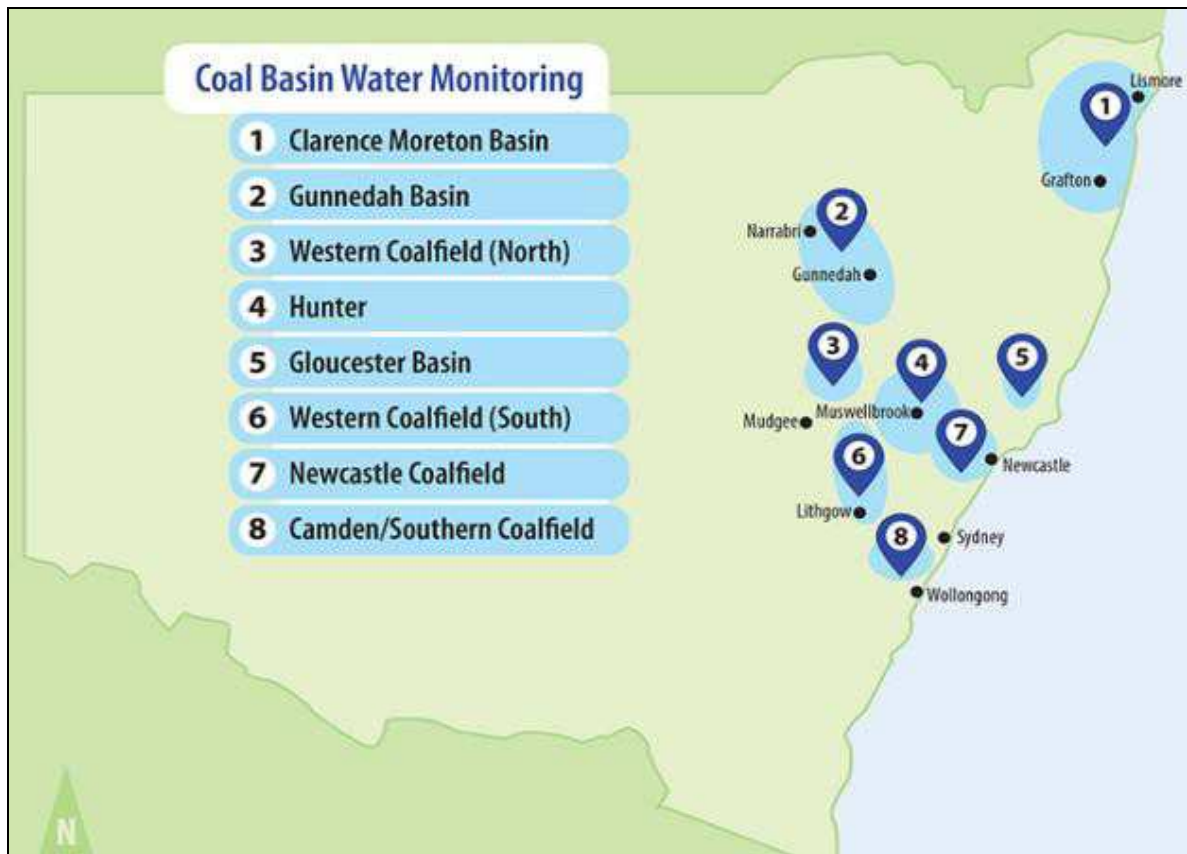 Coal Basin Water Monitoring
1 Clarence Moreton Basin
2 Gunnedah Basin
3 Western Coalfield (North)
4 Hunter
5 Gloucester Basin
6 Western Coalfield (South)
7 Newcastle Coalfield
8 Camden/Southern Coalfield
Lismore
1
Grafton
2
Narrabri
Gunnedah
3
4
5
Muswellbrook
Mudgee
7
6
Newcastle
Lithgow
8
Sydney
Wollongong
N